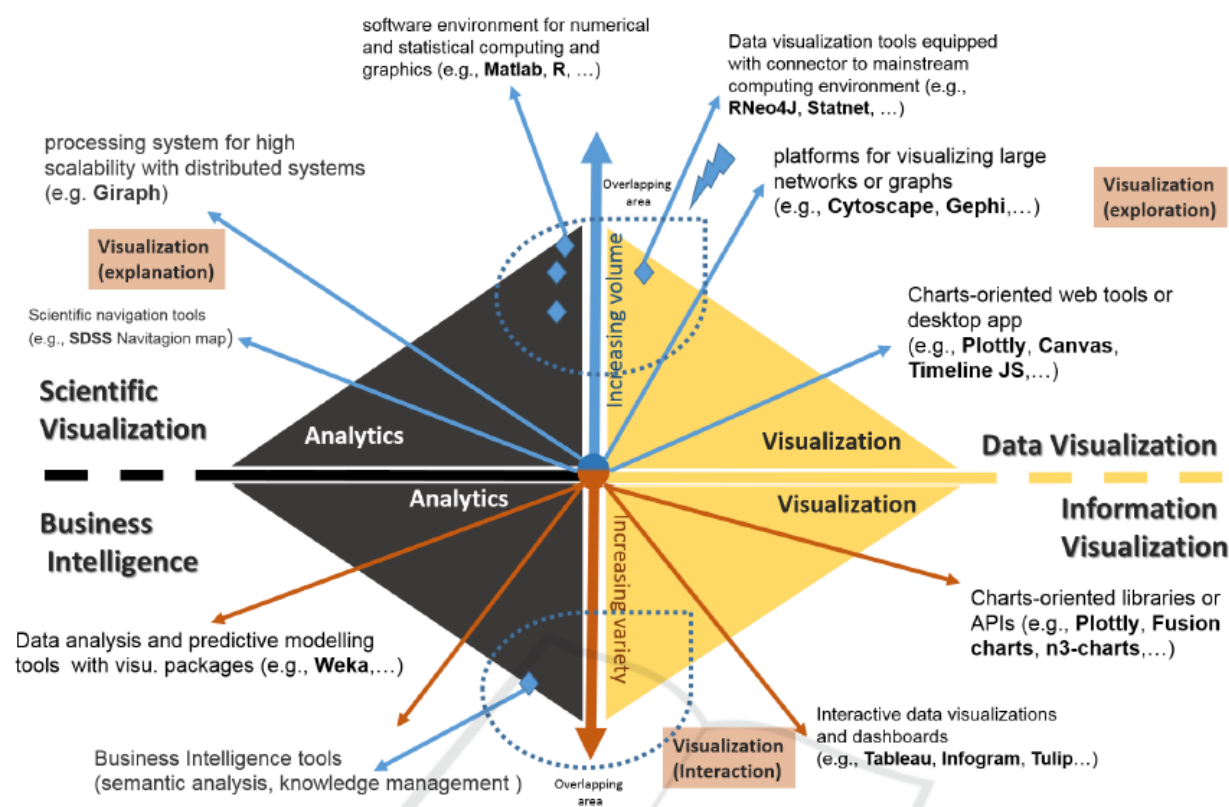 software environment for numerical
and statistical computing and
graphics (e.g., Matlab, R, …)
Data visualization tools equipped
with connector to mainstream
computing environment (e.g.,
RNeo4J, Statnet, …)
processing system for high
scalability with distributed systems
(e.g. Giraph)
platforms for visualizing large
networks or graphs
(e.g., Cytoscape, Gephi,…)
Visualization
(exploration)
Overlapping
area
Visualization
(explanation)
Increasing volume
Scientific navigation tools
(e.g., SDSS Navitagion map)
Charts-oriented web tools or
desktop app
(e.g., Plottly, Canvas,
Timeline JS,…)
Scientific
Visualization
Analytics
Visualization
Data Visualization
Business
Intelligence
Analytics
Visualization
Information
Visualization
Increasing variety
Charts-oriented libraries or
APIs (e.g., Plottly, Fusion
charts, n3-charts,…)
Data analysis and predictive modelling
tools with visu. packages (e.g., Weka,…)
Interactive data visualizations
and dashboards
(e.g., Tableau, Infogram, Tulip…)
Visualization
(Interaction)
Business Intelligence tools
(semantic analysis, knowledge management )
Overlapping
area